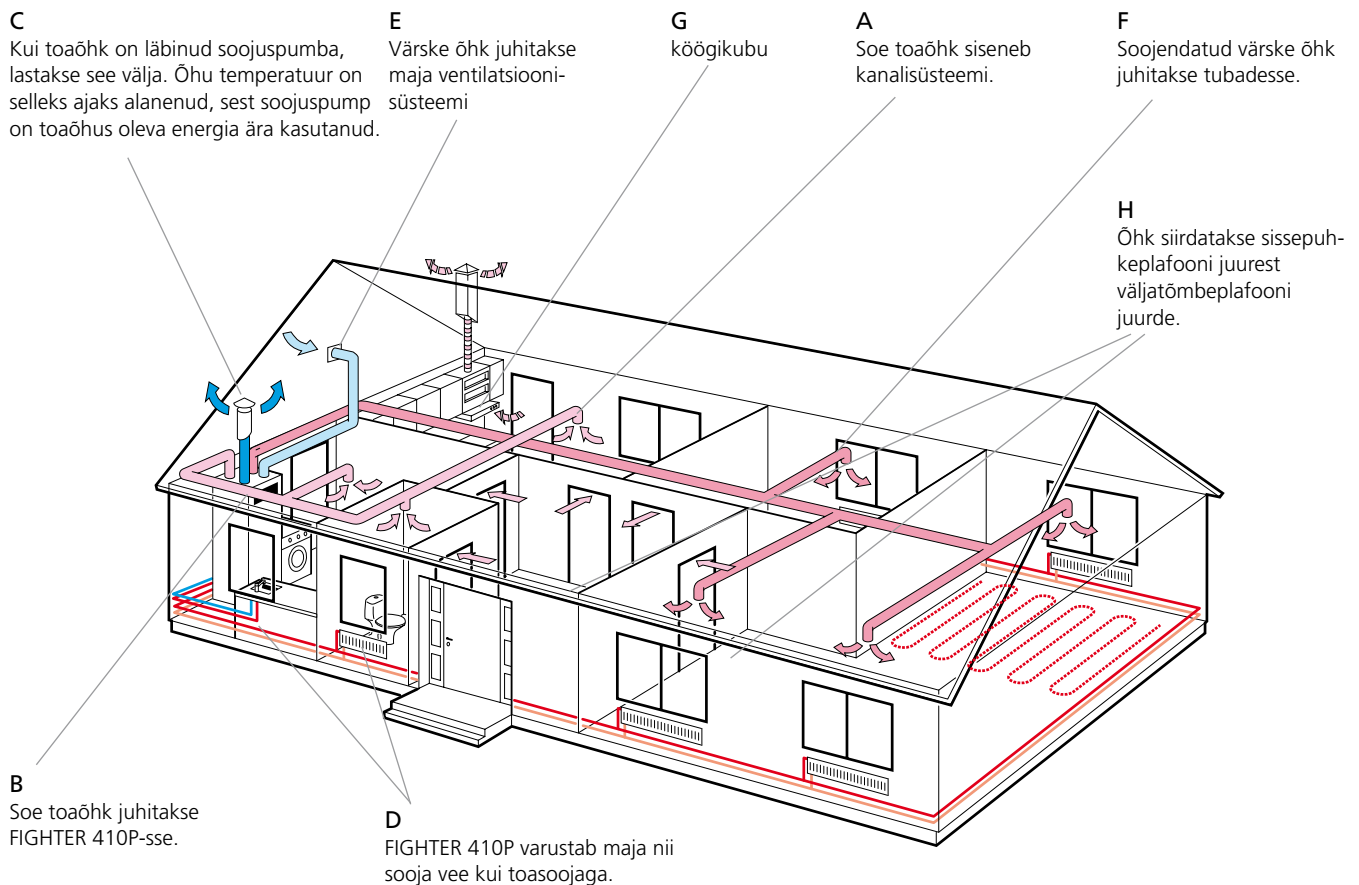 C
Kui toaõhk on läbinud soojuspumba,
lastakse see välja. Õhu temperatuur on
selleks ajaks alanenud, sest soojuspump
on toaõhus oleva energia ära kasutanud.
E
Värske õhk juhitakse
maja ventilatsiooni-
süsteemi
G
köögikubu
A
Soe toaõhk siseneb
kanalisüsteemi.
F
Soojendatud värske õhk
juhitakse tubadesse.
H
Õhk siirdatakse sissepuh-
keplafooni juurest
väljatõmbeplafooni
juurde.
B
Soe toaõhk juhitakse
FIGHTER 410P-sse.
D
FIGHTER 410P varustab maja nii
sooja vee kui toasoojaga.